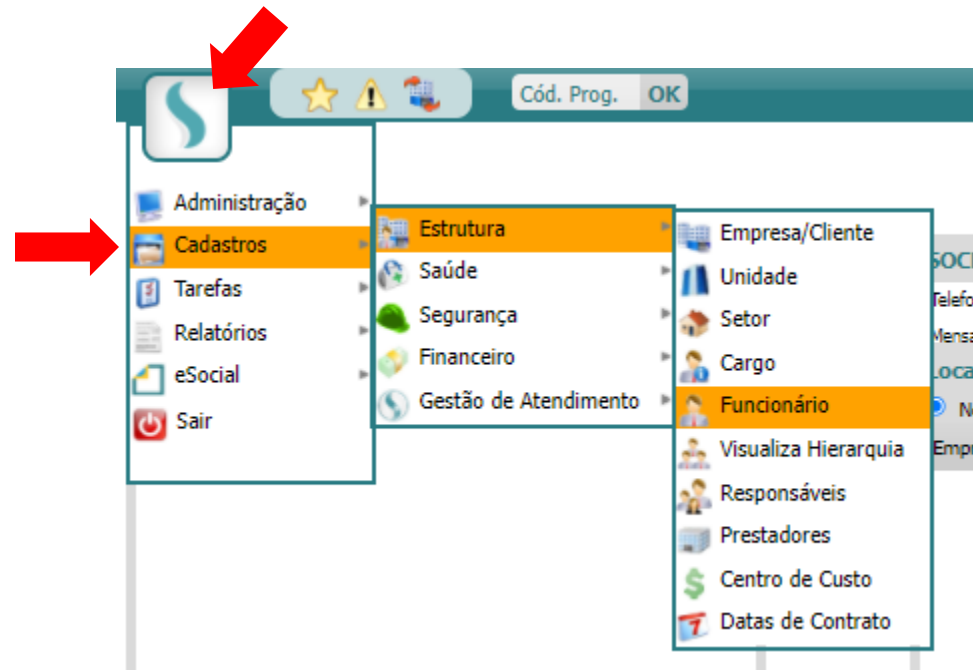 Cód. Prog. OK
Administração
Cadastros
Tarefas
Relatórios
eSocial
Sair
Estrutura
Saúde
Segurança
Financeiro
Gestão de Atendimento
Empresa/Cliente
Unidade
Setor
Cargo
Funcionário
Visualiza Hierarquia
Responsáveis
Prestadores
Centro de Custo
Datas de Contrato
7